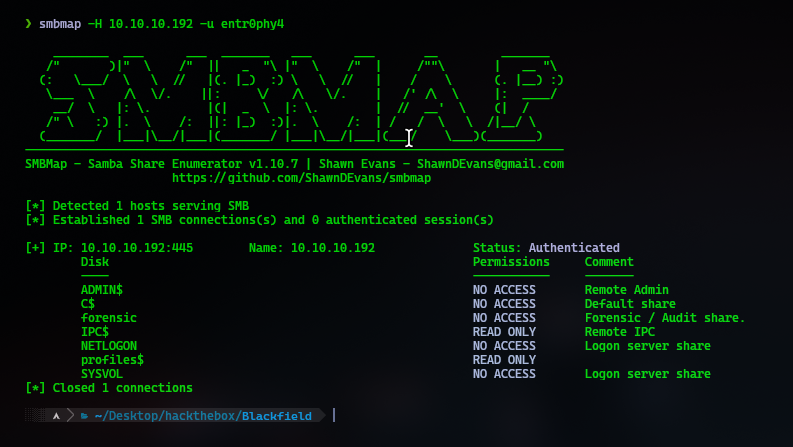 ❯ smbmap -H 10.10.10.192 -u entr0phy4
SMBMAP
SMBMap - Samba Share Enumerator v1.10.7 | Shawn Evans - ShawnDEvans@gmail.com
https://github.com/ShawnDEvans/smbmap
[*] Detected 1 hosts serving SMB
[*] Established 1 SMB connections(s) and 0 authenticated session(s)
[+] IP: 10.10.10.192:445 Name: 10.10.10.192 Status: Authenticated
Disk Permissions Comment
---- ----------- -------
ADMIN$ NO ACCESS Remote Admin
C$ NO ACCESS Default share
forensic NO ACCESS Forensic / Audit share.
IPC$ READ ONLY Remote IPC
NETLOGON NO ACCESS Logon server share
profiles$ READ ONLY
SYSVOL NO ACCESS Logon server share
[*] Closed 1 connections
~/Desktop/hackthebox/Blackfield